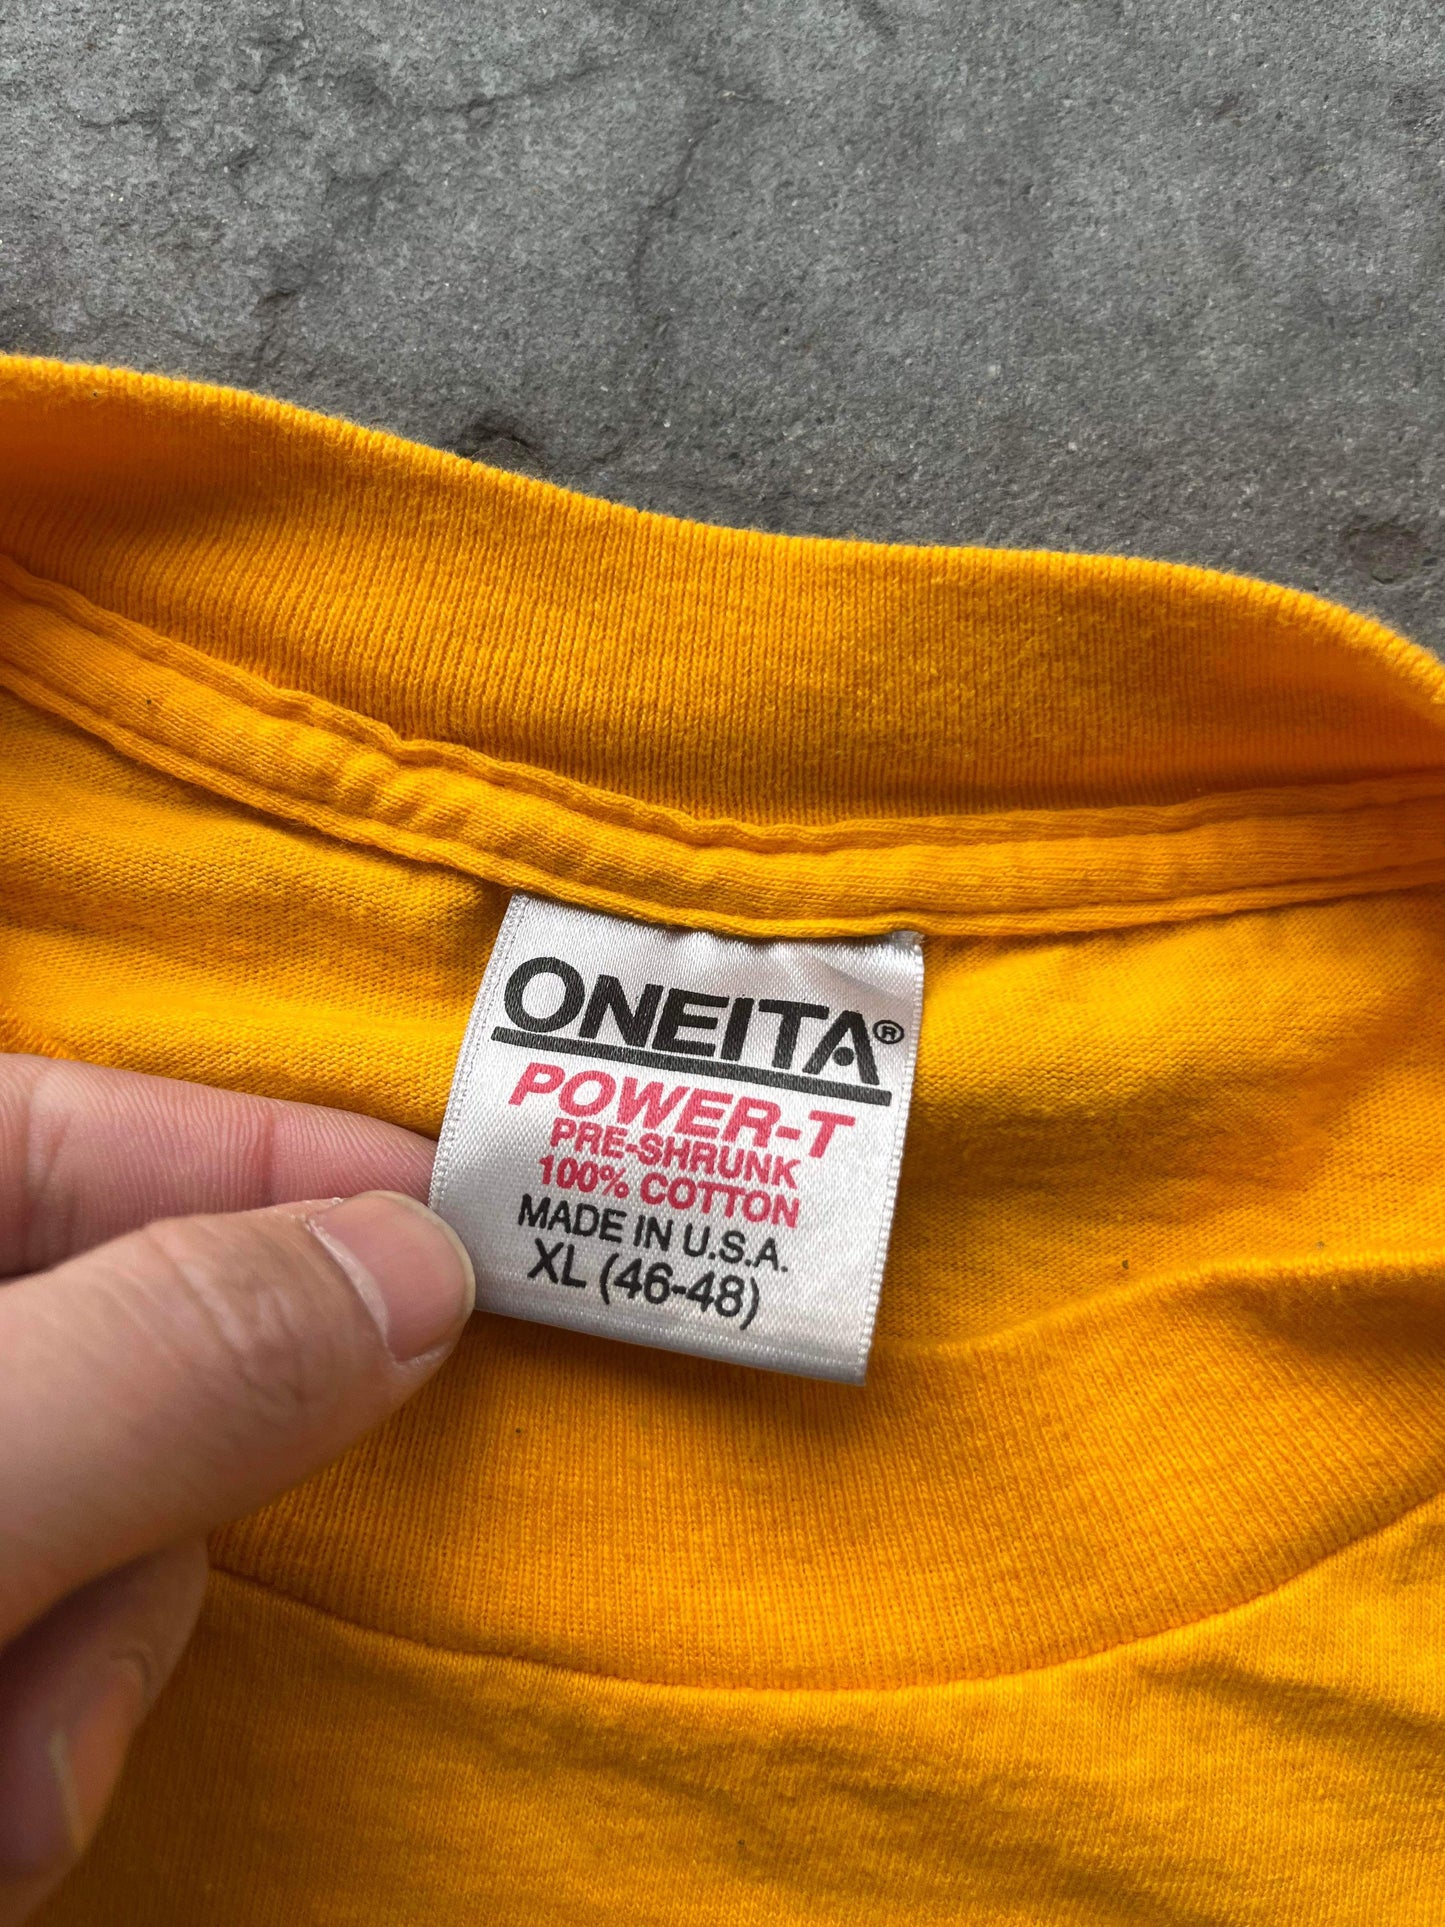 ONEITA®
POWER-T
PRE-SHRUNK
100% COTTON
MADE IN U.S.A.
XL (46-48)